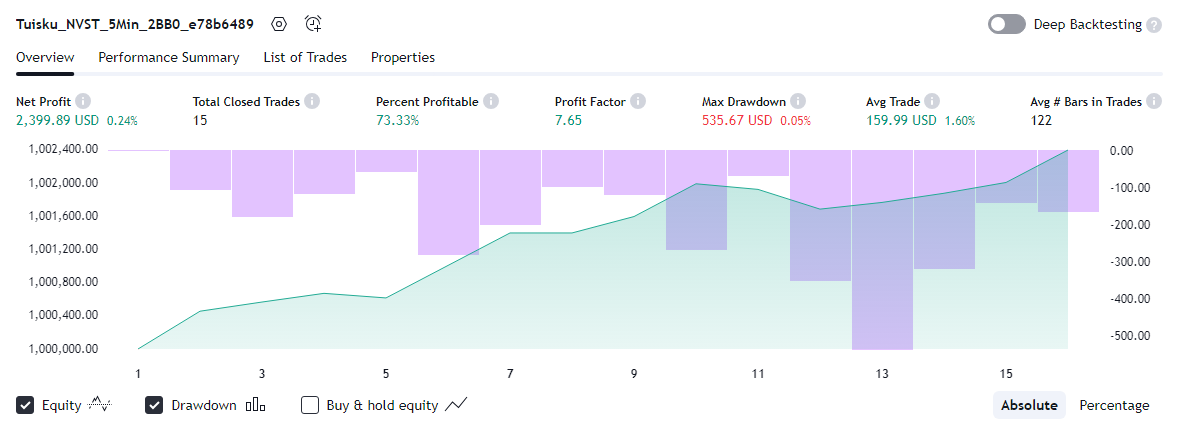 Tuisku_NVST_5Min_2BB0_e78b6489 Deep Backtesting ?
Overview Performance Summary List of Trades Properties
Net Profit i Total Closed Trades i Percent Profitable i Profit Factor i Max Drawdown i Avg Trade i Avg # Bars in Trades i
2,399.89 USD 0.24% 15 73.33% 7.65 535.67 USD 0.05% 159.99 USD 1.60% 122
1,002,400.00 0.00
1,002,000.00 -100.00
1,001,600.00 -200.00
1,001,200.00 -300.00
1,000,800.00 -400.00
1,000,400.00 -500.00
1,000,000.00
1 3 5 7 9 11 13 15
Equity Drawdown Buy & hold equity Absolute Percentage